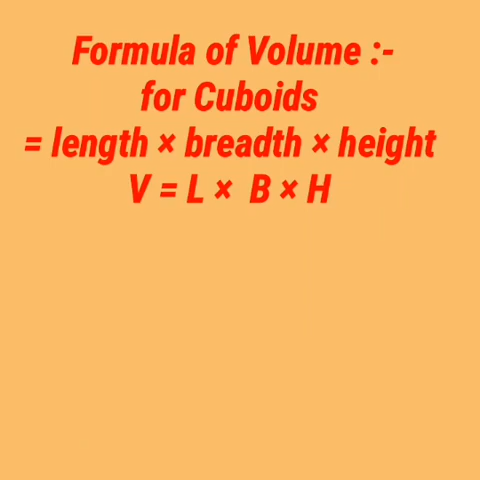 Formula of Volume :-
for Cuboids
= length × breadth × height
V = L × B × H